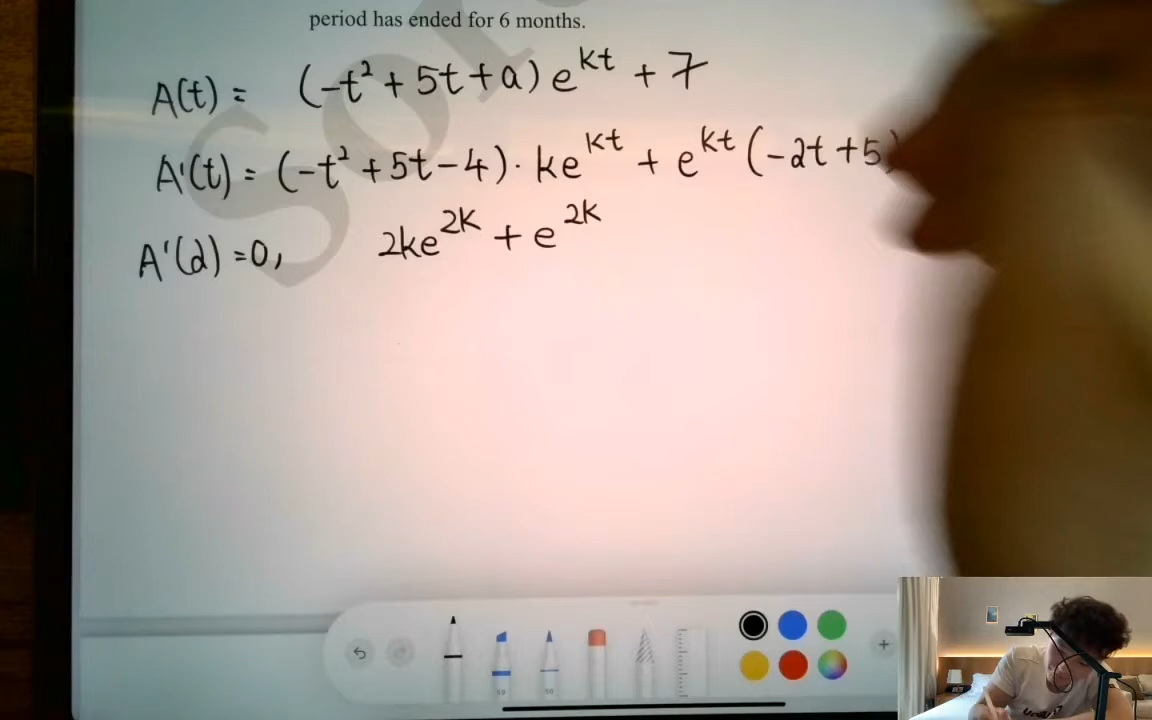 period has ended for 6 months.
A(t) = (-t² + 5t + a) e^{kt} + 7
A'(t) = (-t² + 5t - 4) · ke^{kt} + e^{kt} (-2t + 5)
A'(2) = 0, 2ke^{2k} + e^{2k}